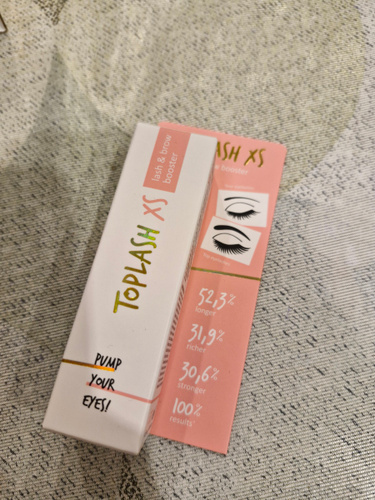 lash & brow
booster
TOPLASH XS
PUMP
YOUR
EYES!
ASH XS
booster
52,3%
longer
31,9%
richer
30,6%
stronger
100%
results